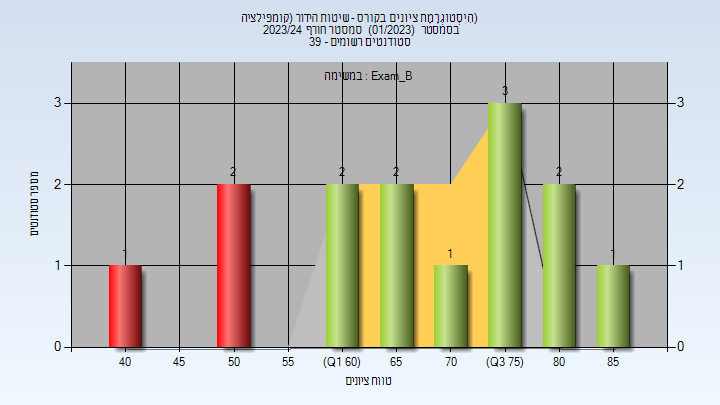 (היסטוגרמת ציונים בקורס - שיטות הידור (קומפילציה
בסמסטר (01/2023) סמסטר חורף 2023/24
סטודנטים רשומים - 39
במשימה : Exam_B
מספר סטודנטים
3
2
1
0
3
2
1
0
1
2
2
2
1
3
2
1
40 45 50 55 (Q1 60) 65 70 (Q3 75) 80 85
טווח ציונים